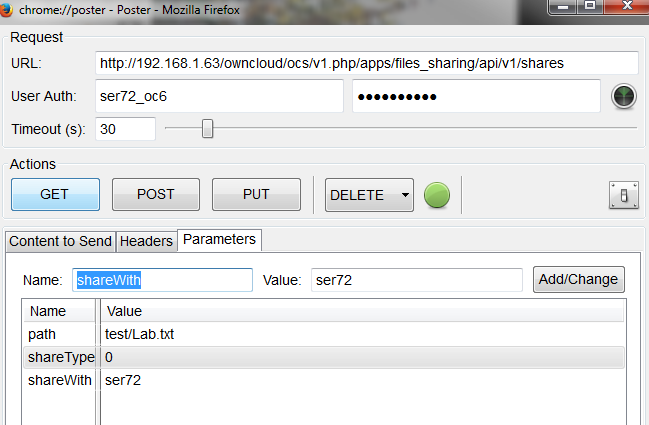 chrome://poster - Poster - Mozilla Firefox
Request
URL: http://192.168.1.63/owncloud/ocs/v1.php/apps/files_sharing/api/v1/shares
User Auth: ser72_oc6 ●●●●●●●●●●
Timeout (s): 30
Actions
GET POST PUT DELETE
Content to Send Headers Parameters
Name: shareWith Value: ser72 Add/Change
Name Value
path test/Lab.txt
shareType 0
shareWith ser72